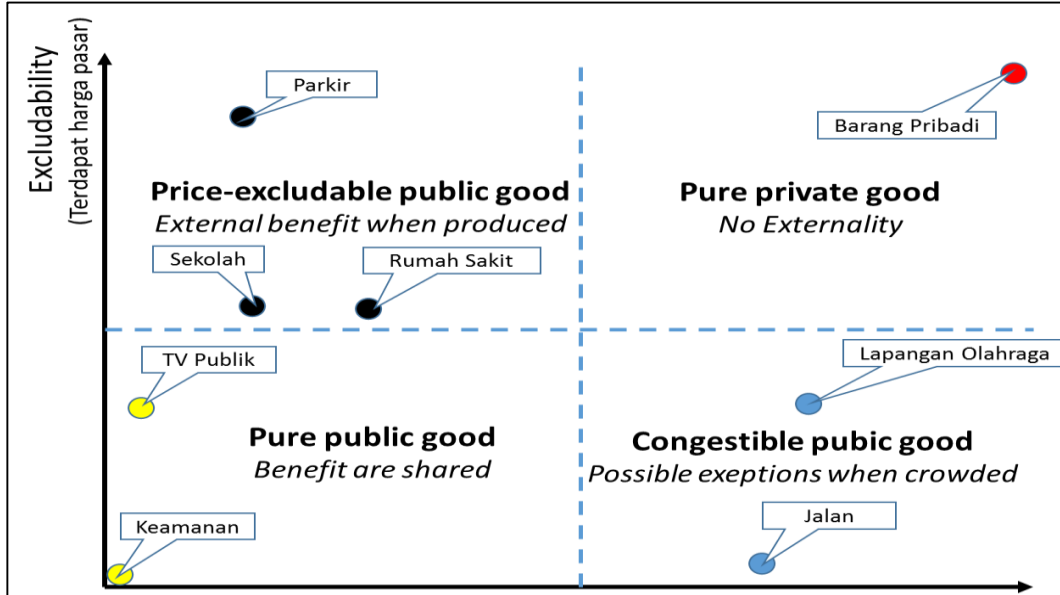 Excludability
(Terdapat harga pasar)
Parkir
Barang Pribadi
Price-excludable public good
External benefit when produced
Pure private good
No Externality
Sekolah
Rumah Sakit
TV Publik
Lapangan Olahraga
Pure public good
Benefit are shared
Congestible pubic good
Possible exeptions when crowded
Keamanan
Jalan